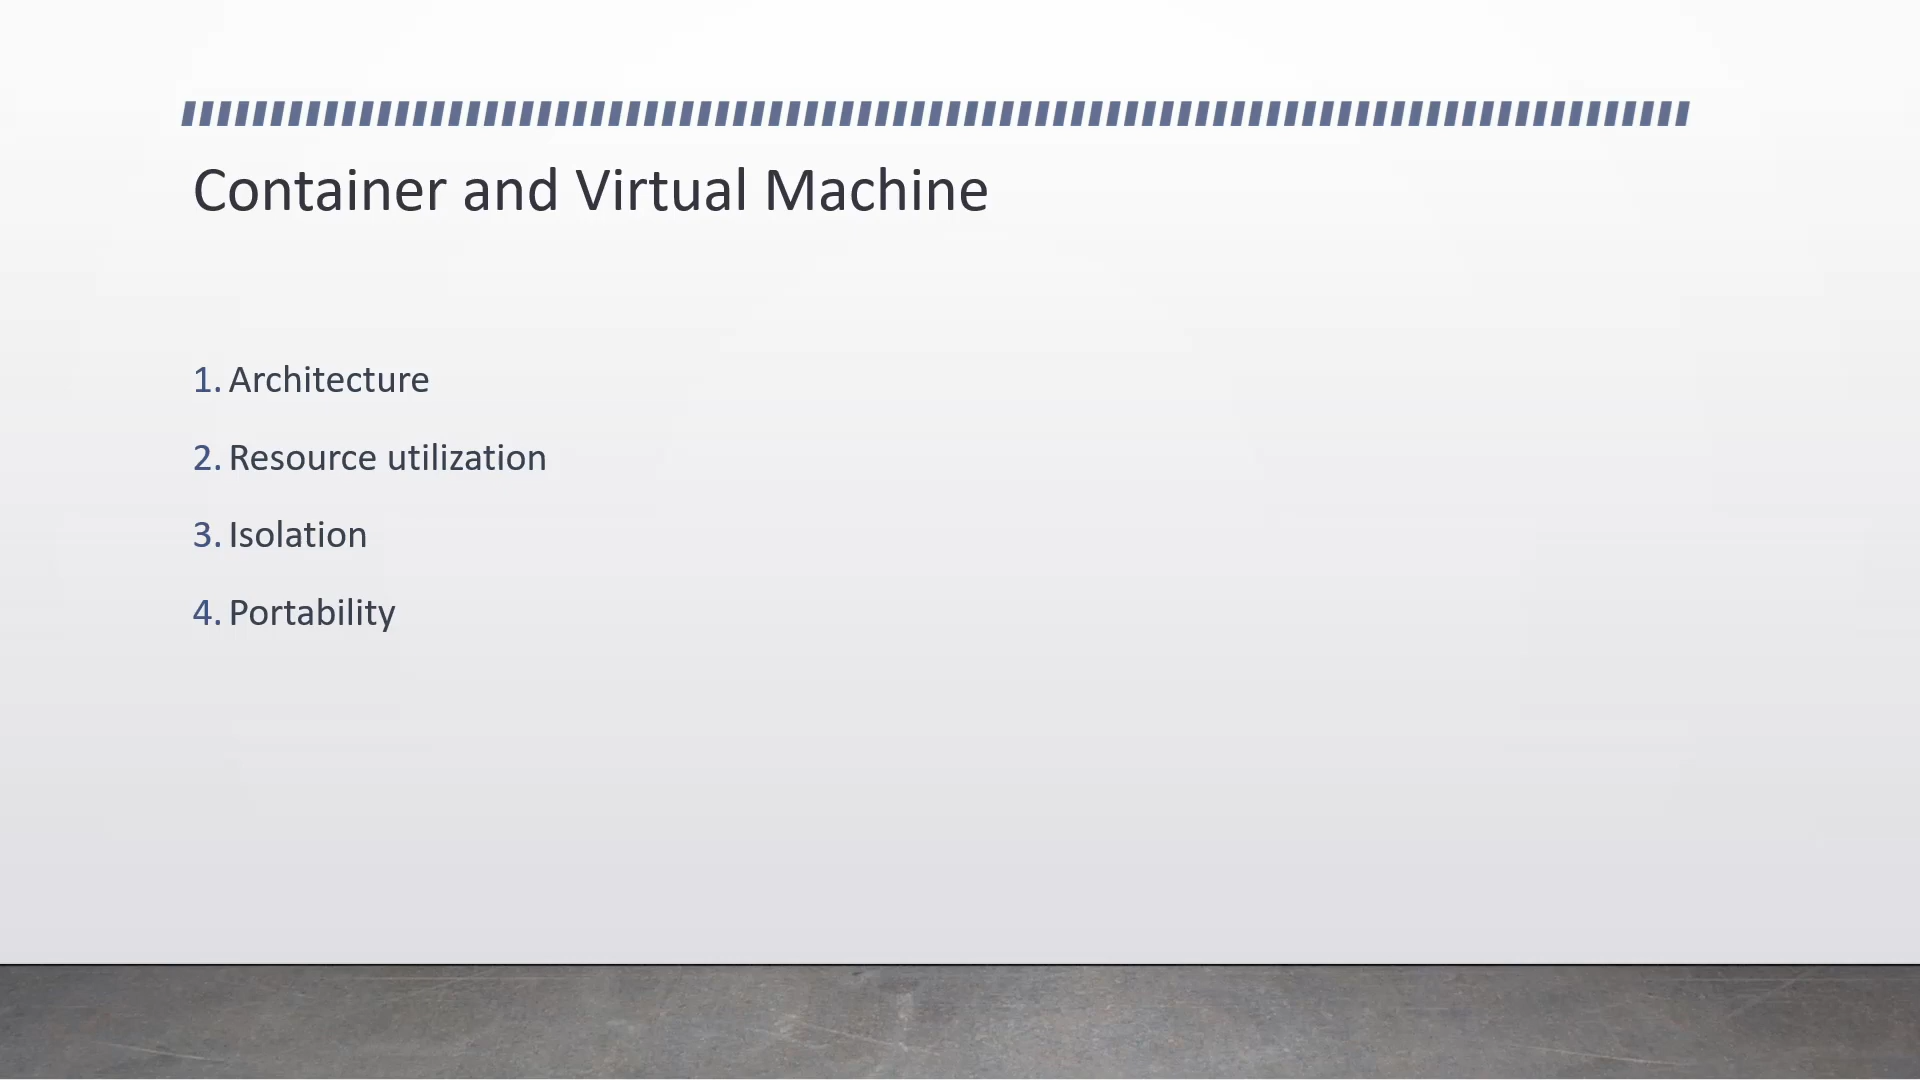 Container and Virtual Machine
1. Architecture
2. Resource utilization
3. Isolation
4. Portability